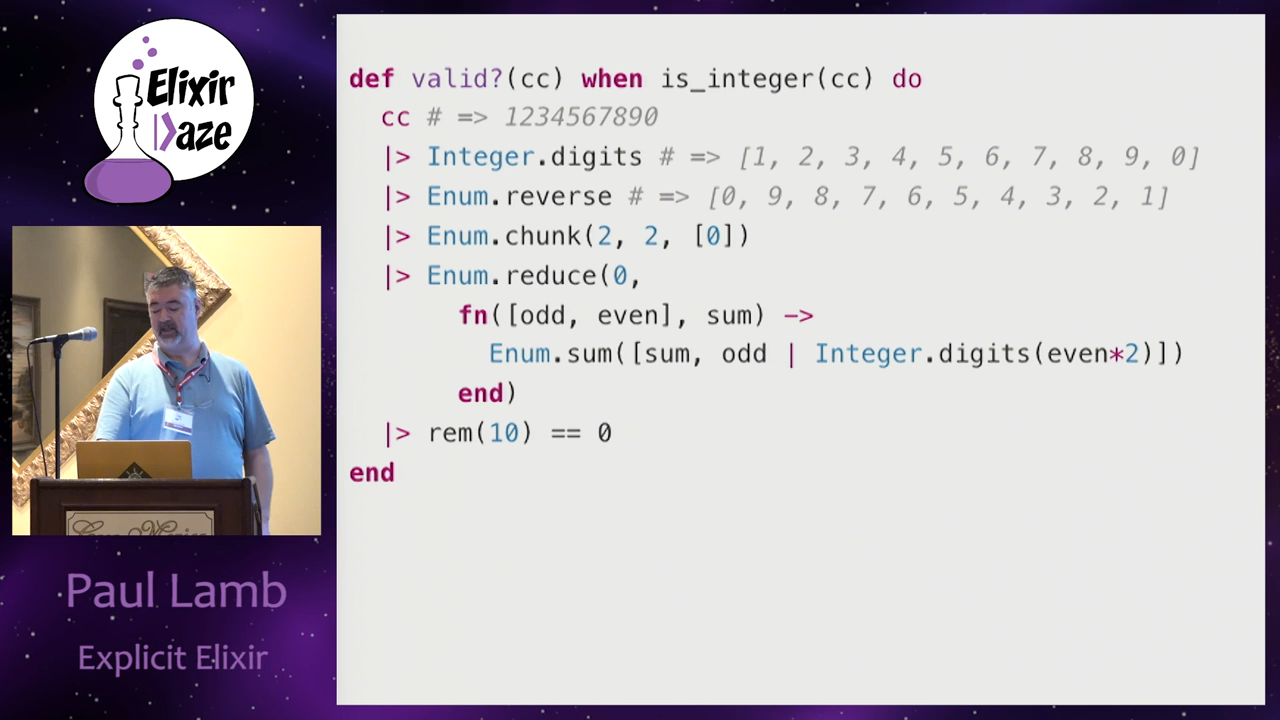 Elixir
Daze
def valid?(cc) when is_integer(cc) do
  cc # => 1234567890
  |> Integer.digits # => [1, 2, 3, 4, 5, 6, 7, 8, 9, 0]
  |> Enum.reverse # => [0, 9, 8, 7, 6, 5, 4, 3, 2, 1]
  |> Enum.chunk(2, 2, [0])
  |> Enum.reduce(0,
       fn([odd, even], sum) ->
         Enum.sum([sum, odd | Integer.digits(even*2)])
       end)
  |> rem(10) == 0
end
Paul Lamb
Explicit Elixir